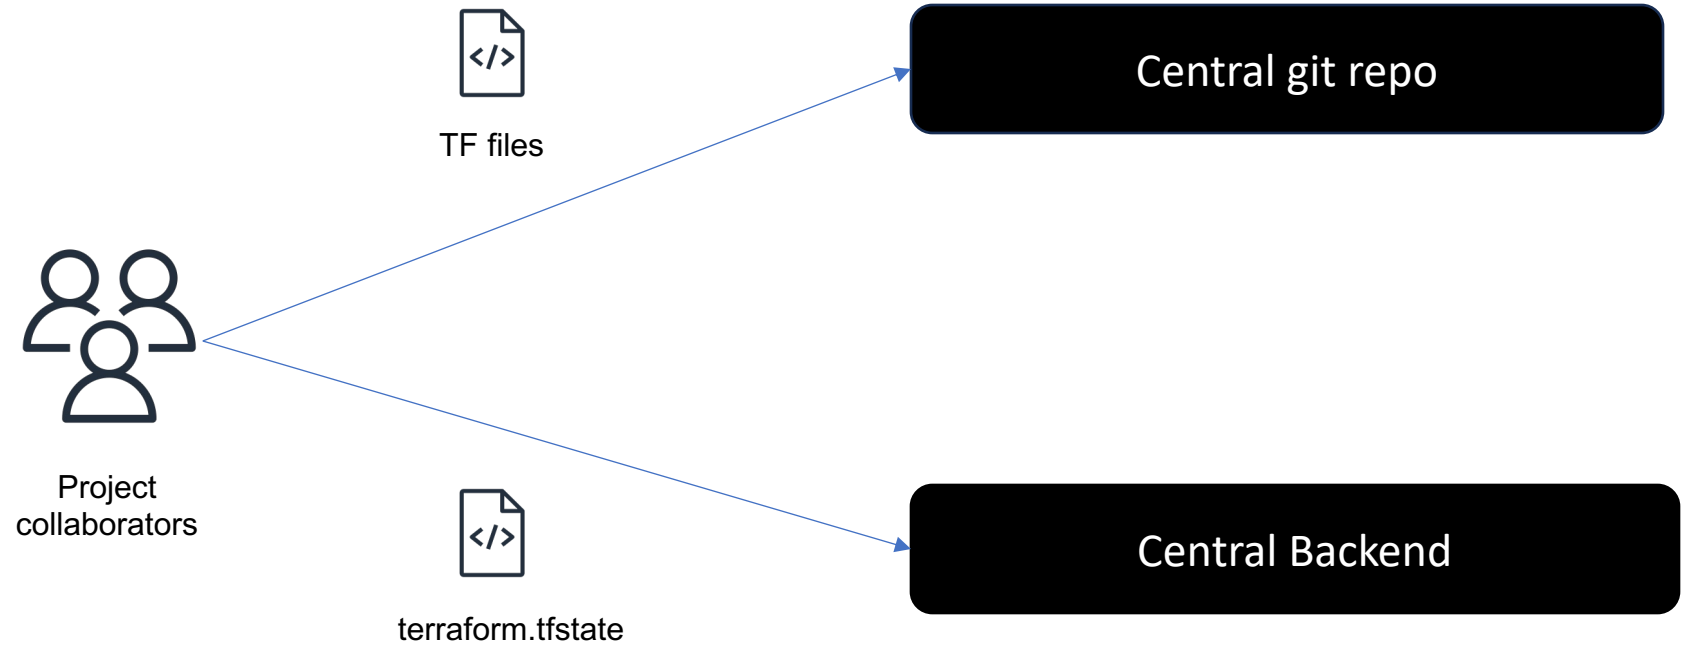 </>
TF files
Central git repo
Project
collaborators
</>
terraform.tfstate
Central Backend